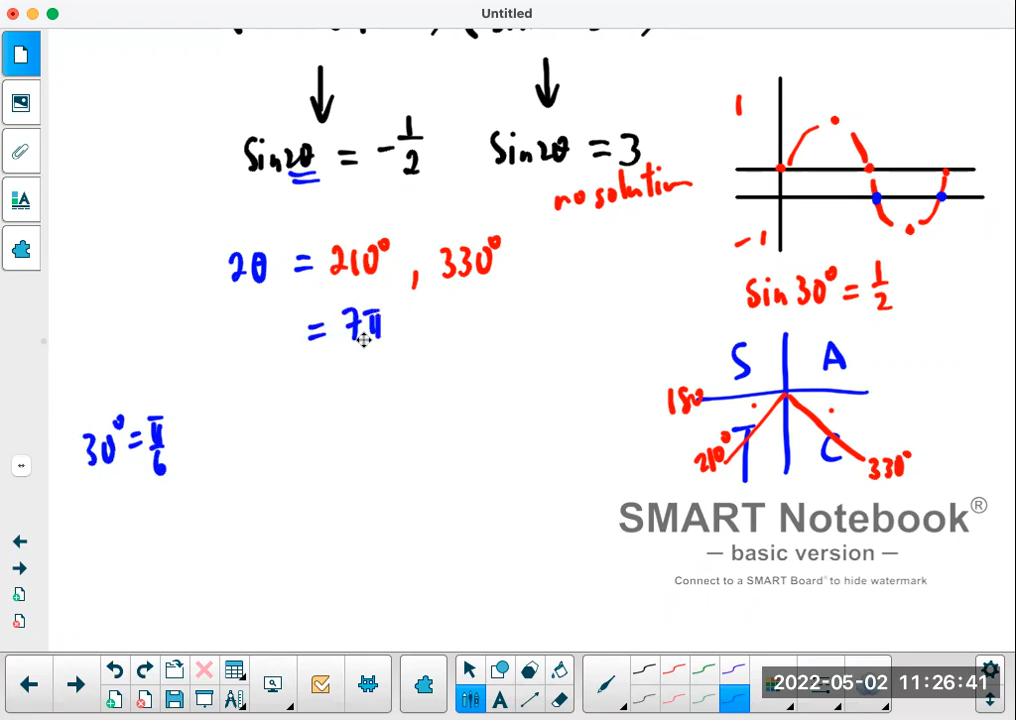 Untitled
sin2θ = -1/2
sin2θ = 3
no solution
1
-1
2θ = 210° , 330°
= 7π
sin30° = 1/2
30° = π/6
S
A
180
T
C
210°
330°
SMART Notebook®
— basic version —
Connect to a SMART Board® to hide watermark
A
2022-05-02 11:26:41